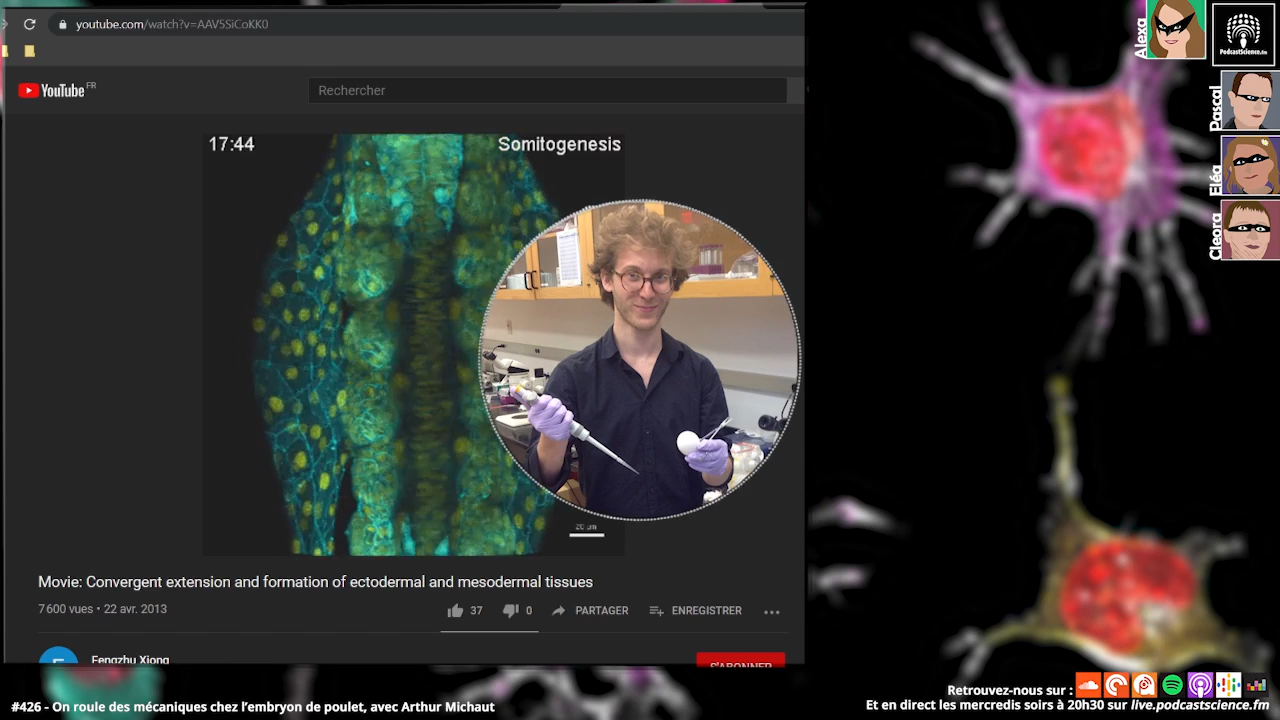 youtube.com/watch?v=AAV5SiCoKK0
YouTube FR
Rechercher
17:44
Somitogenesis
20 um
Movie: Convergent extension and formation of ectodermal and mesodermal tissues
7 600 vues • 22 avr. 2013
37
0
PARTAGER
ENREGISTRER
Fengzhu Xiong
S'ABONNER
Alexa
PodcastScience.fm
Pascal
Eléa
Cleora
#426 - On roule des mécaniques chez l'embryon de poulet, avec Arthur Michaut
Retrouvez-nous sur :
Et en direct les mercredis soirs à 20h30 sur live.podcastscience.fm